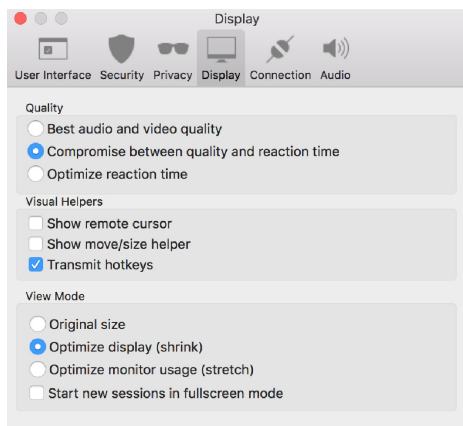 Display
User Interface Security Privacy Display Connection Audio
Quality
Best audio and video quality
Compromise between quality and reaction time
Optimize reaction time
Visual Helpers
Show remote cursor
Show move/size helper
Transmit hotkeys
View Mode
Original size
Optimize display (shrink)
Optimize monitor usage (stretch)
Start new sessions in fullscreen mode